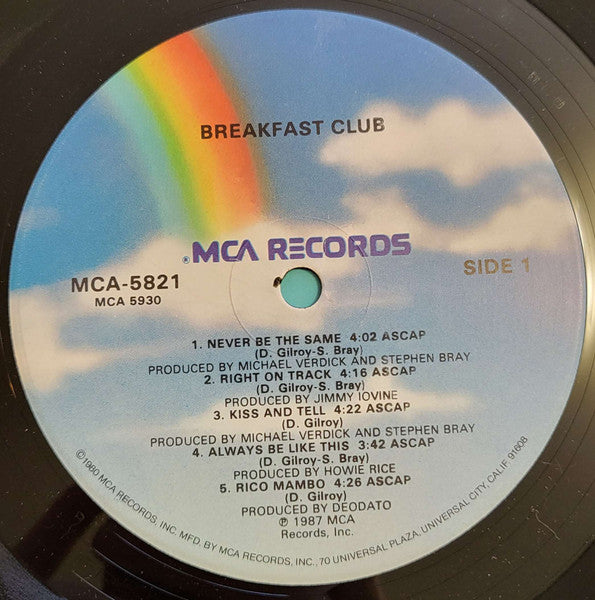 BREAKFAST CLUB
®MCA RECORDS
MCA-5821
MCA 5930
SIDE 1
1. NEVER BE THE SAME 4:02 ASCAP
(D. Gilroy-S. Bray)
PRODUCED BY MICHAEL VERDICK AND STEPHEN BRAY
2. RIGHT ON TRACK 4:16 ASCAP
(D. Gilroy-S. Bray)
PRODUCED BY JIMMY IOVINE
3. KISS AND TELL 4:22 ASCAP
(D. Gilroy)
PRODUCED BY MICHAEL VERDICK AND STEPHEN BRAY
4. ALWAYS BE LIKE THIS 3:42 ASCAP
(D. Gilroy-S. Bray)
PRODUCED BY HOWIE RICE
5. RICO MAMBO 4:26 ASCAP
(D. Gilroy)
PRODUCED BY DEODATO
℗ 1987 MCA
Records, Inc.
©1980 MCA RECORDS, INC. MFD. BY MCA RECORDS, INC., 70 UNIVERSAL PLAZA, UNIVERSAL CITY, CALIF. 91608